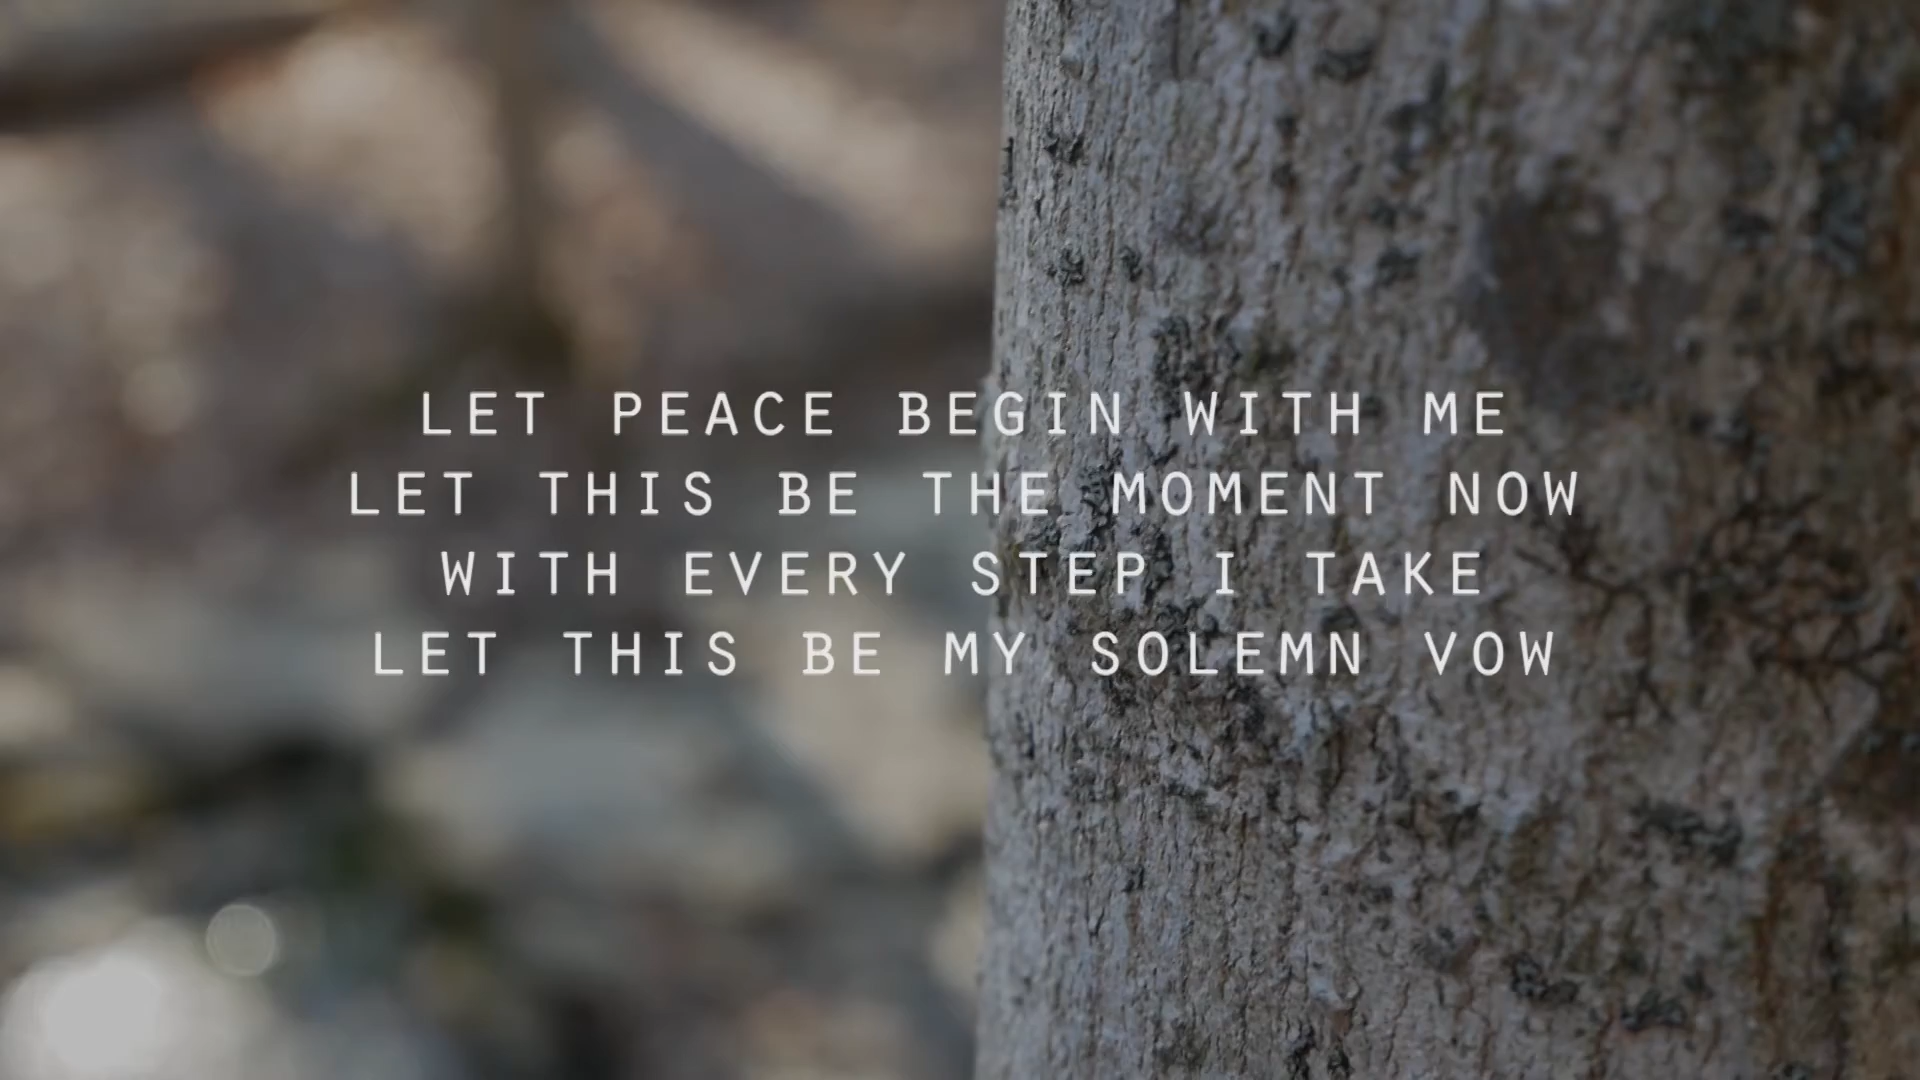 LET PEACE BEGIN WITH ME
LET THIS BE THE MOMENT NOW
WITH EVERY STEP I TAKE
LET THIS BE MY SOLEMN VOW